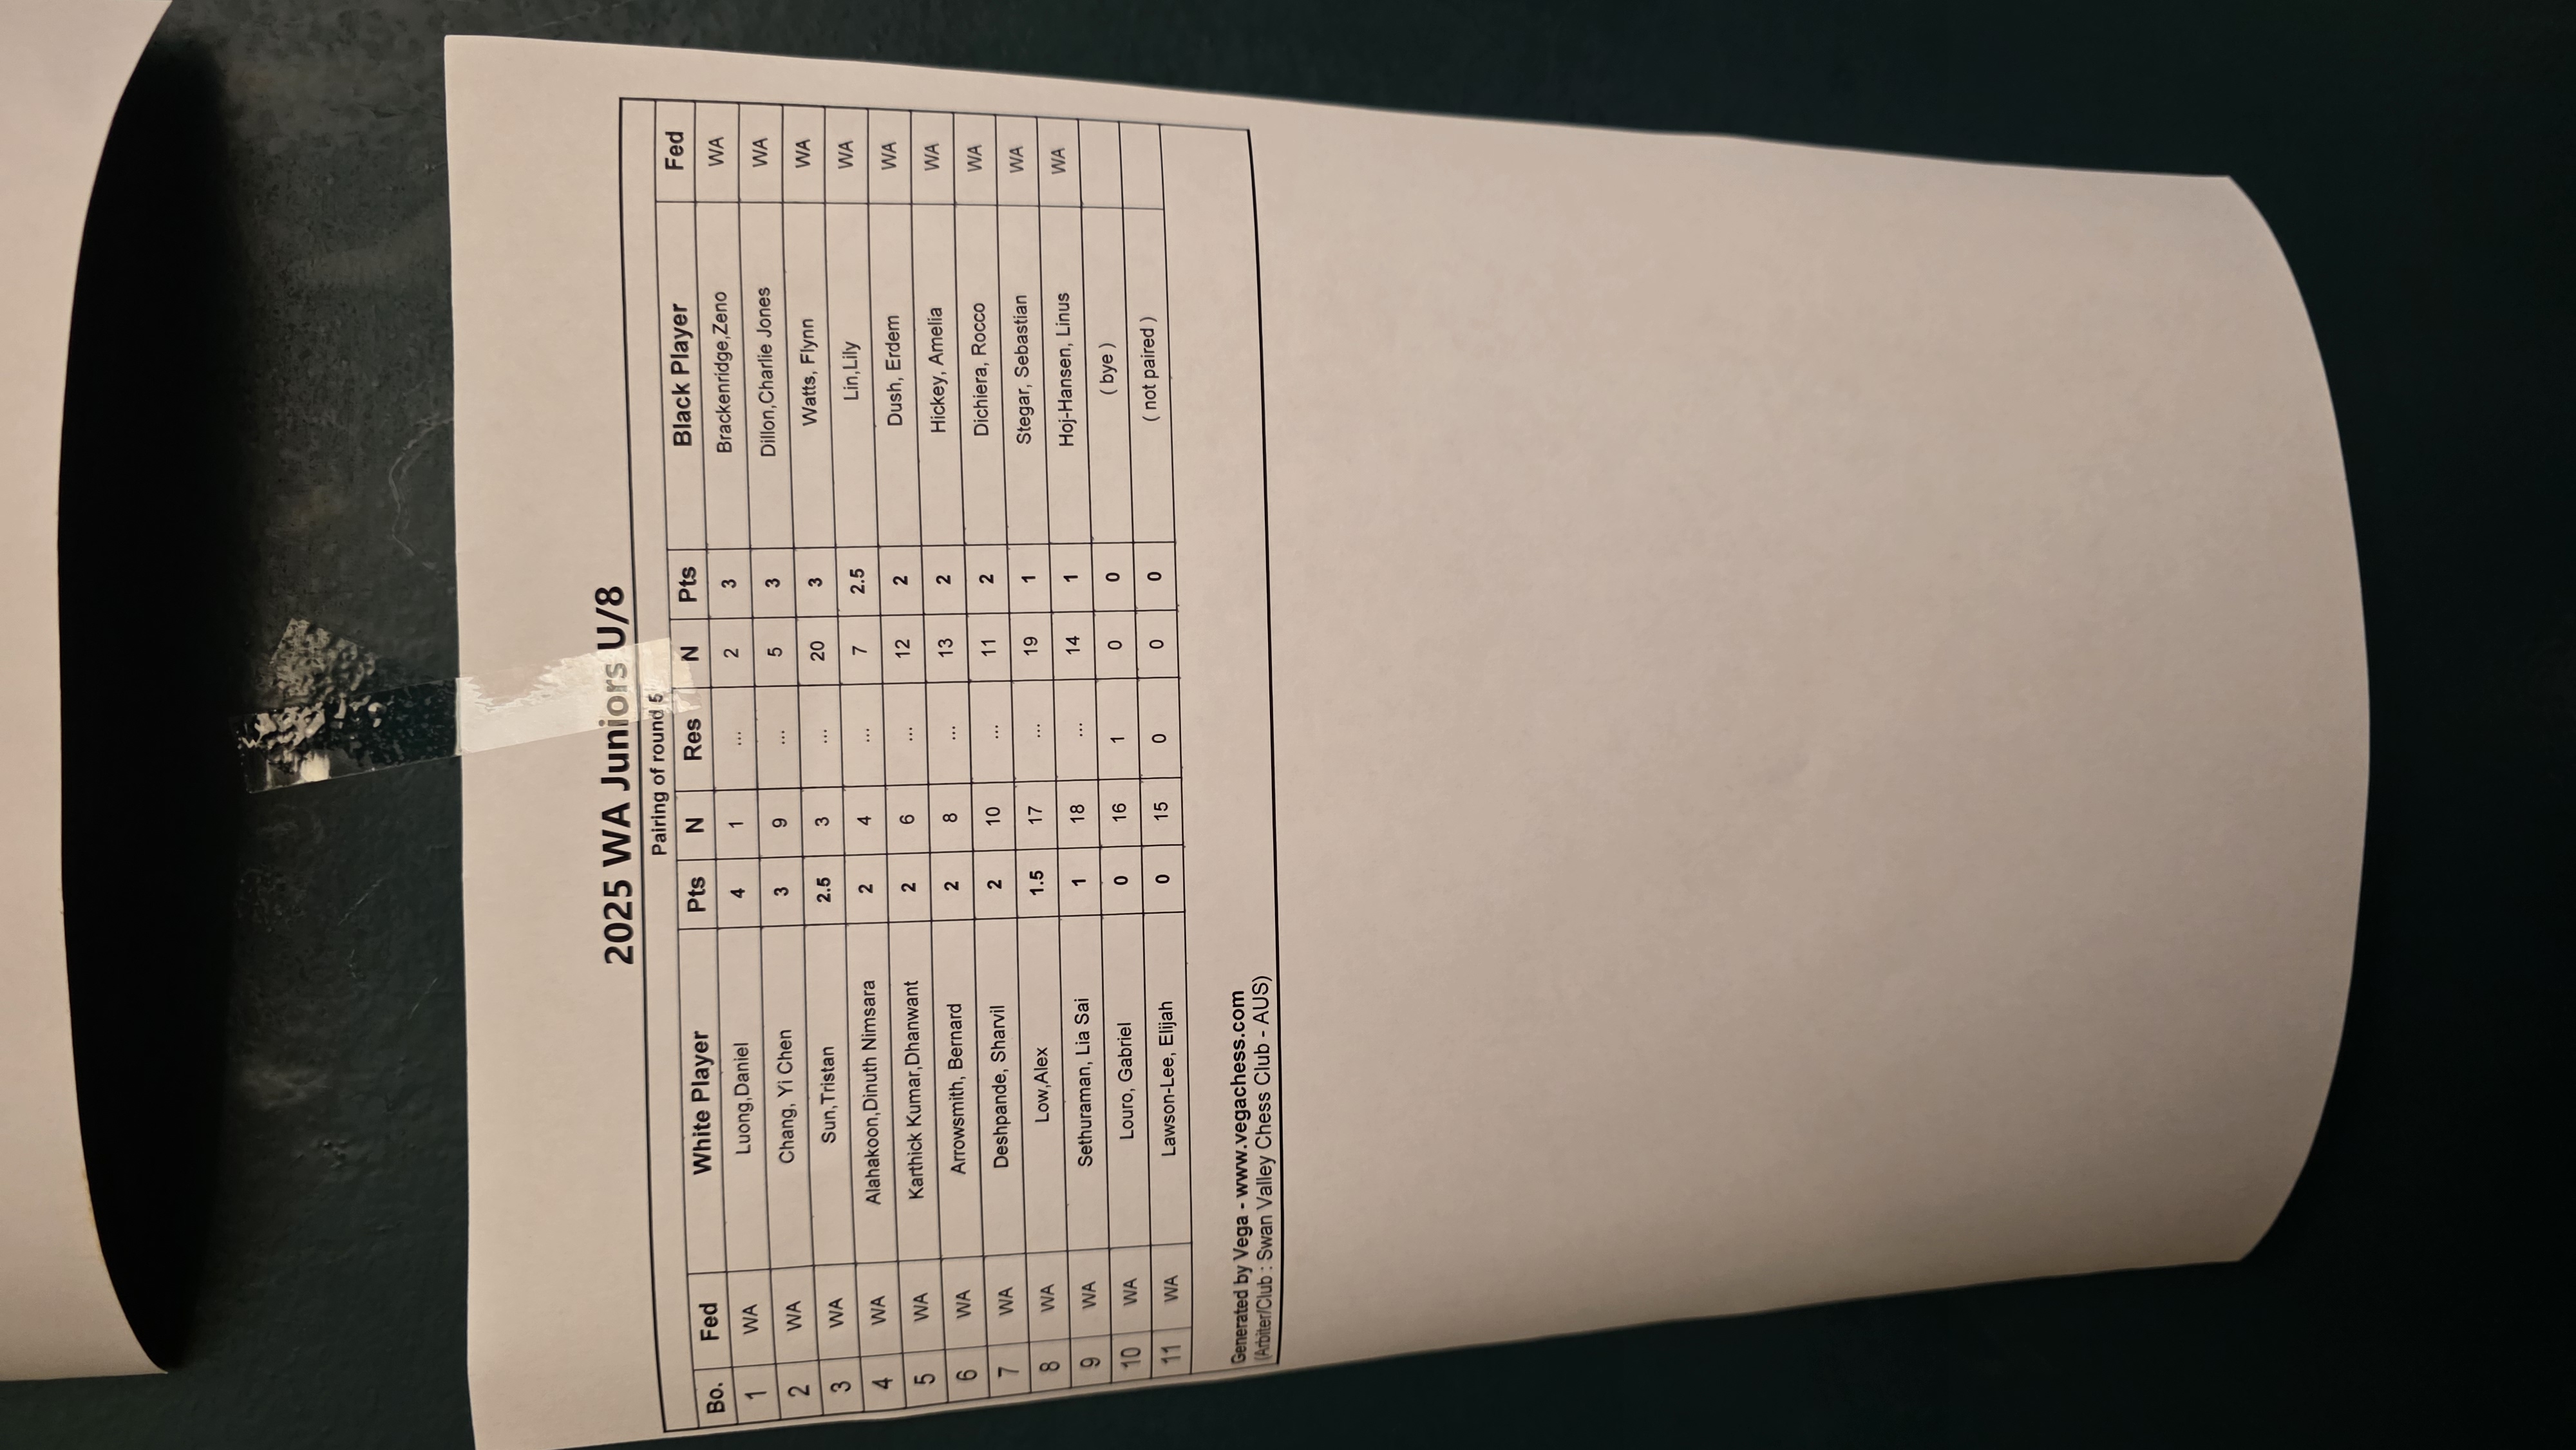 2025 WA Juniors U/8
Pairing of round 5
Bo. Fed White Player Pts N Res N Pts Black Player Fed
1 WA Luong,Daniel 4 1 ... 2 3 Brackenridge,Zeno WA
2 WA Chang, Yi Chen 3 9 ... 5 3 Dillon,Charlie Jones WA
3 WA Sun,Tristan 2.5 3 ... 20 3 Watts, Flynn WA
4 WA Alahakoon,Dinuth Nimsara 2 4 ... 7 2.5 Lin,Lily WA
5 WA Karthick Kumar,Dhanwant 2 6 ... 12 2 Dush, Erdem WA
6 WA Arrowsmith, Bernard 2 8 ... 13 2 Hickey, Amelia WA
7 WA Deshpande, Sharvil 2 10 ... 11 2 Dichiera, Rocco WA
8 WA Low,Alex 1.5 17 ... 19 1 Stegar, Sebastian WA
9 WA Sethuraman, Lia Sai 1 18 ... 14 1 Hoj-Hansen, Linus WA
10 WA Louro, Gabriel 0 16 1 0 0 ( bye )
11 WA Lawson-Lee, Elijah 0 15 0 0 0 ( not paired )
Generated by Vega - www.vegachess.com
(Arbiter/Club : Swan Valley Chess Club - AUS)